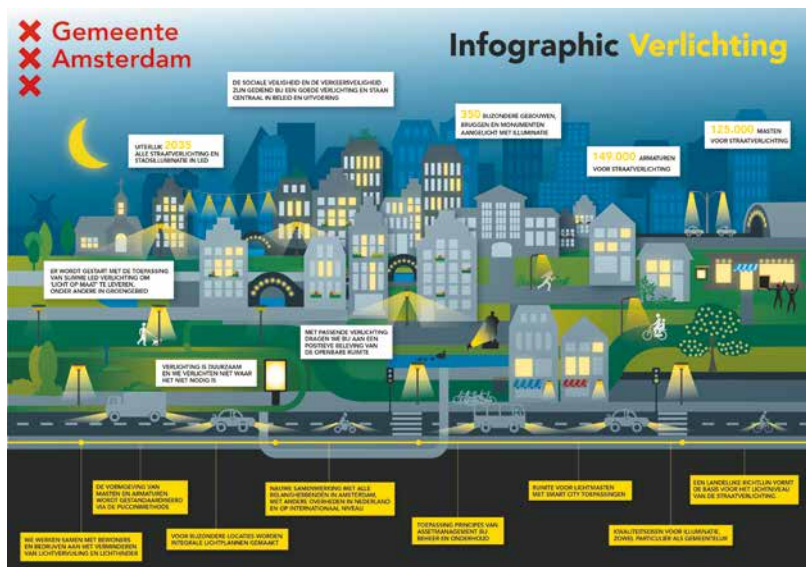 Gemeente
Amsterdam
Infographic Verlichting
DE SOCIALE VEILIGHEID EN DE VERKEERSVEILIGHEID
ZIJN GEDIEND BIJ EEN GOEDE VERLICHTING EN STAAN
CENTRAAL IN BELEID EN UITVOERING
UITERLIJK 2035
ALLE STRAATVERLICHTING EN
STADSILLUMINATIE IN LED
350 BIJZONDERE GEBOUWEN,
BRUGGEN EN MONUMENTEN
AANGELICHT MET ILLUMINATIE
149.000 ARMATUREN
VOOR STRAATVERLICHTING
125.000 MASTEN
VOOR STRAATVERLICHTING
ER WORDT GESTART MET DE TOEPASSING
VAN SLIMME LED VERLICHTING OM
'LICHT OP MAAT' TE LEVEREN,
ONDER ANDERE IN GROENGEBIED
MET PASSENDE VERLICHTING
DRAGEN WE BIJ AAN EEN
POSITIEVE BELEVING VAN
DE OPENBARE RUIMTE
VERLICHTING IS DUURZAAM
EN WE VERLICHTEN NIET WAAR
HET NIET NODIG IS
DE VORMGEVING VAN
MASTEN EN ARMATUREN
WORDT GESTANDAARDISEERD
VIA DE PUCCINIMETHODE
NAUWE SAMENWERKING MET ALLE
BELANGHEBBENDEN IN AMSTERDAM,
MET ANDERE OVERHEDEN IN NEDERLAND
EN OP INTERNATIONAAL NIVEAU
RUIMTE VOOR LICHTMASTEN
MET SMART CITY TOEPASSINGEN
EEN LANDELIJKE RICHTLIJN VORMT
DE BASIS VOOR HET LICHTNIVEAU
VAN DE STRAATVERLICHTING.
WE WERKEN SAMEN MET BEWONERS
EN BEDRIJVEN AAN HET VERMINDEREN
VAN LICHTVERVUILING EN LICHTHINDER
VOOR BIJZONDERE LOCATIES WORDEN
INTEGRALE LICHTPLANNEN GEMAAKT
TOEPASSING PRINCIPES VAN
ASSETMANAGEMENT BIJ
BEHEER EN ONDERHOUD
KWALITEITSEISEN VOOR ILLUMINATIE,
ZOWEL PARTICULIER ALS GEMEENTELIJK